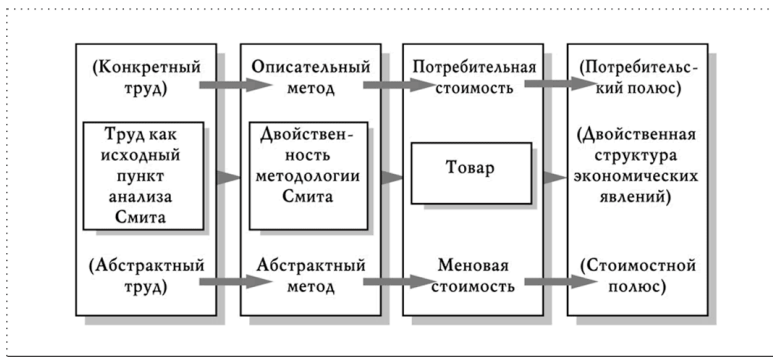 (Конкретный
труд)
Труд как
исходный
пункт
анализа
Смита
(Абстрактный
труд)
Описательный
метод
Двойствен-
ность
методологии
Смита
Абстрактный
метод
Потребительная
стоимость
Товар
Меновая
стоимость
(Потребительс-
кий полюс)
(Двойственная
структура
экономических
явлений)
(Стоимостной
полюс)